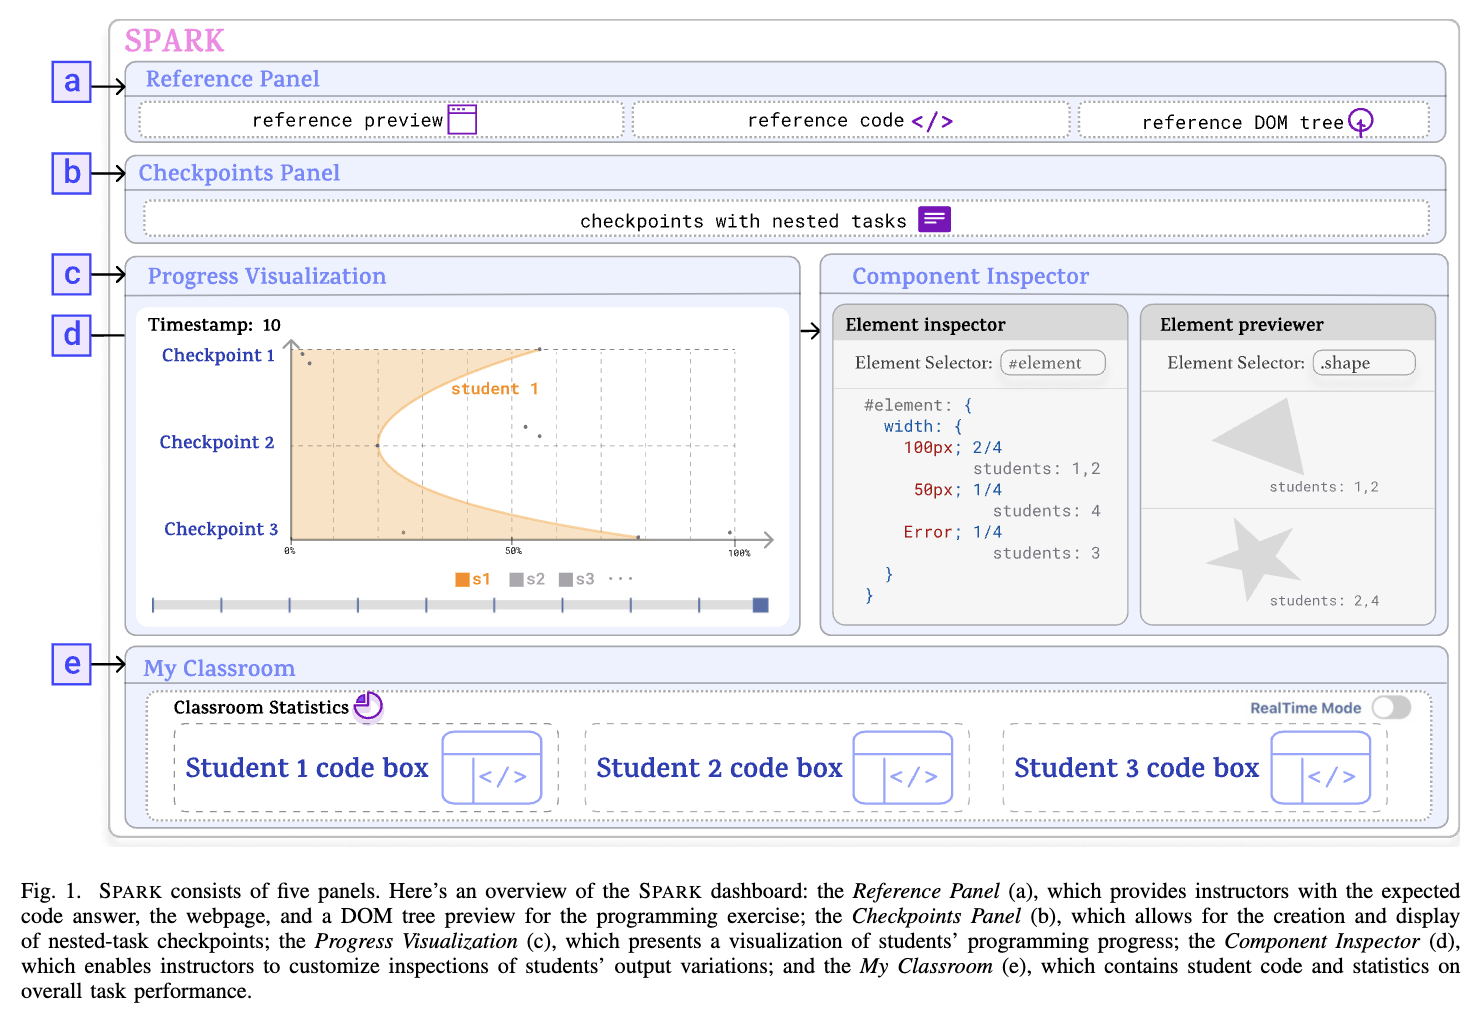 SPARK
a
Reference Panel
reference preview
reference code </>
reference DOM tree
b
Checkpoints Panel
checkpoints with nested tasks
c
Progress Visualization
d
Timestamp: 10
Checkpoint 1
student 1
Checkpoint 2
Checkpoint 3
0%
50%
100%
s1 s2 s3 ...
Component Inspector
Element inspector
Element Selector: #element
#element: {
width: {
100px; 2/4
students: 1,2
50px; 1/4
students: 4
Error; 1/4
students: 3
}
}
Element previewer
Element Selector: .shape
students: 1,2
students: 2,4
e
My Classroom
Classroom Statistics
RealTime Mode
Student 1 code box </>
Student 2 code box </>
Student 3 code box </>
Fig. 1. SPARK consists of five panels. Here's an overview of the SPARK dashboard: the Reference Panel (a), which provides instructors with the expected
code answer, the webpage, and a DOM tree preview for the programming exercise; the Checkpoints Panel (b), which allows for the creation and display
of nested-task checkpoints; the Progress Visualization (c), which presents a visualization of students' programming progress; the Component Inspector (d),
which enables instructors to customize inspections of students' output variations; and the My Classroom (e), which contains student code and statistics on
overall task performance.